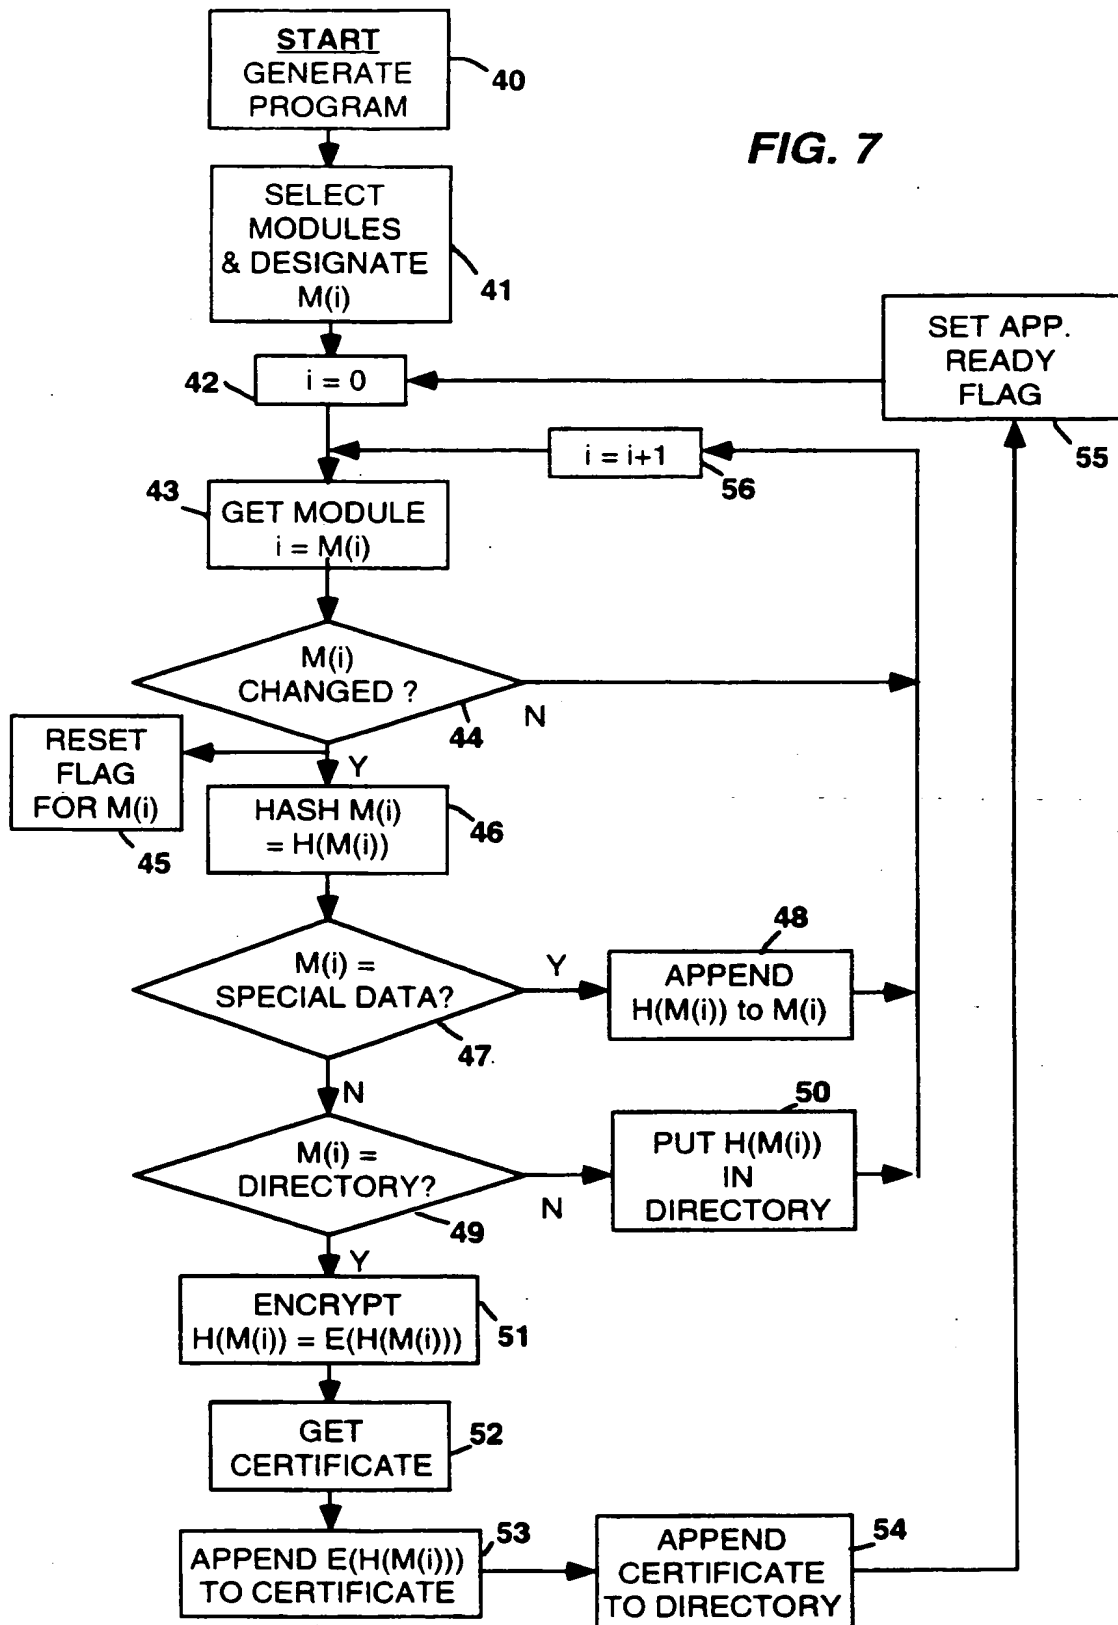 START
GENERATE
PROGRAM
40
FIG. 7
SELECT
MODULES
& DESIGNATE
M(i)
41
SET APP.
READY
FLAG
55
42
i = 0
i = i+1
56
43
GET MODULE
i = M(i)
M(i)
CHANGED ?
44
N
Y
RESET
FLAG
FOR M(i)
45
HASH M(i)
= H(M(i))
46
M(i) =
SPECIAL DATA?
47
Y
N
48
APPEND
H(M(i)) to M(i)
M(i) =
DIRECTORY?
49
N
Y
50
PUT H(M(i))
IN
DIRECTORY
ENCRYPT
H(M(i)) = E(H(M(i)))
51
GET
CERTIFICATE
52
APPEND E(H(M(i)))
TO CERTIFICATE
53
APPEND
CERTIFICATE
TO DIRECTORY
54